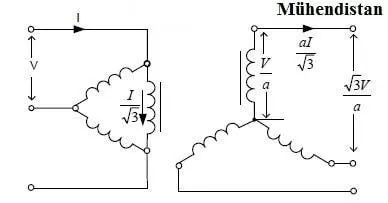 Mühendistan
I
V
I
√3
V
a
aI
√3
√3V
a